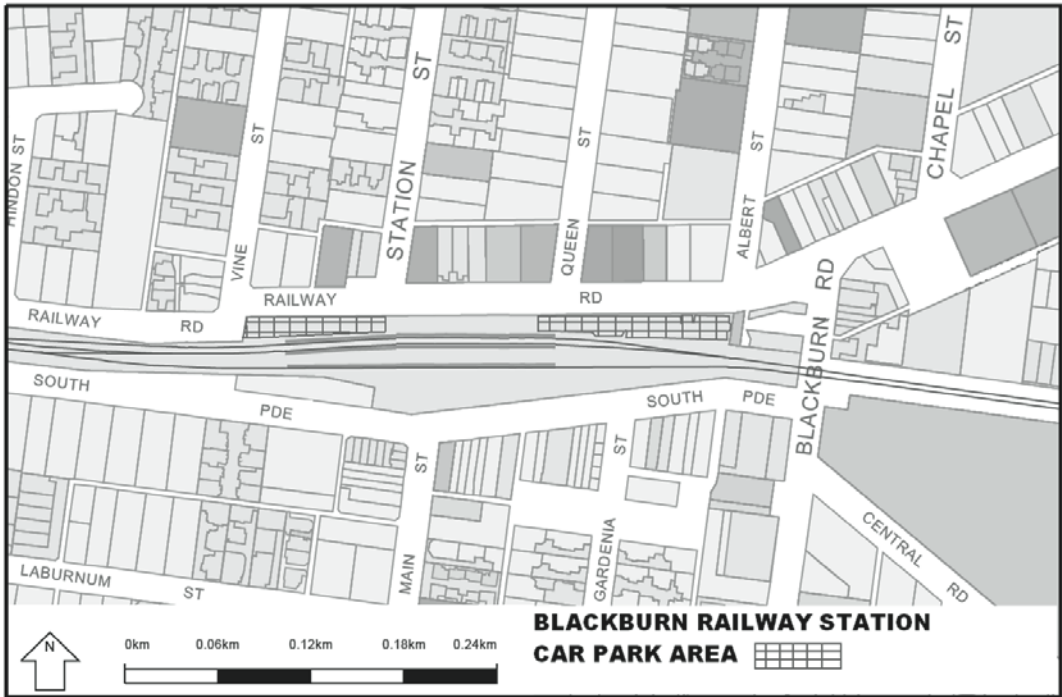 HINDON ST
VINE ST
STATION ST
QUEEN ST
ALBERT ST
CHAPEL ST
BLACKBURN RD
RAILWAY RD
RAILWAY RD
SOUTH PDE
SOUTH PDE
MAIN ST
GARDENIA ST
CENTRAL RD
LABURNUM ST
N
0km 0.06km 0.12km 0.18km 0.24km
BLACKBURN RAILWAY STATION
CAR PARK AREA